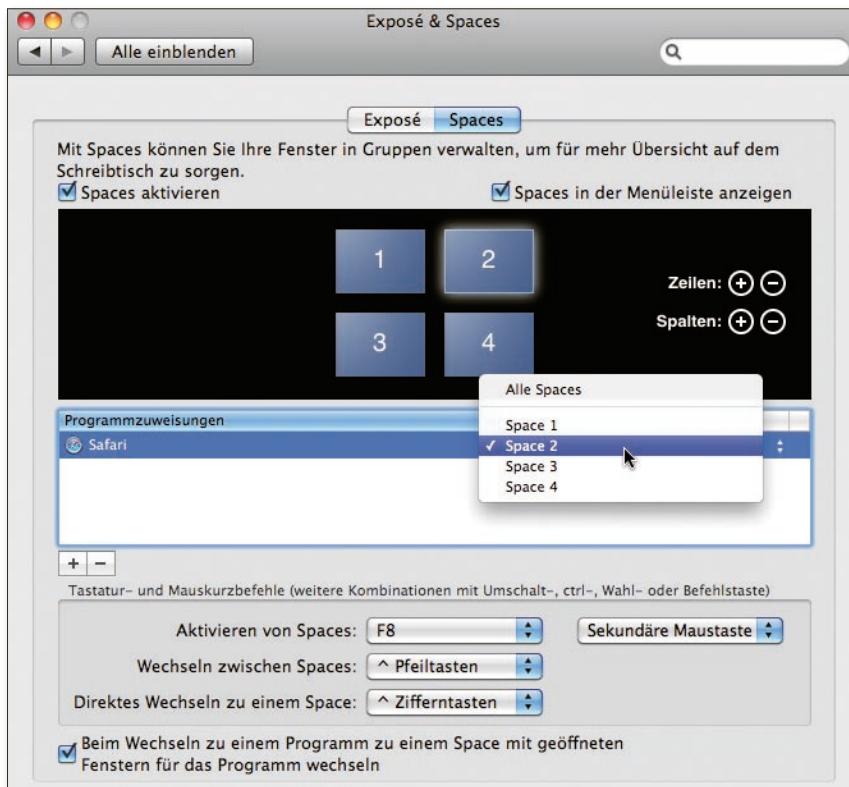 Exposé & Spaces
Alle einblenden
Exposé Spaces
Mit Spaces können Sie Ihre Fenster in Gruppen verwalten, um für mehr Übersicht auf dem
Schreibtisch zu sorgen.
Spaces aktivieren Spaces in der Menüleiste anzeigen
1 2
Zeilen:
Spalten:
3 4
Alle Spaces
Programmzuweisungen
Space 1
Safari ✓ Space 2
Space 3
Space 4
+ −
Tastatur- und Mauskurzbefehle (weitere Kombinationen mit Umschalt-, ctrl-, Wahl- oder Befehlstaste)
Aktivieren von Spaces: F8 Sekundäre Maustaste
Wechseln zwischen Spaces: ^ Pfeiltasten
Direktes Wechseln zu einem Space: ^ Zifferntasten
Beim Wechseln zu einem Programm zu einem Space mit geöffneten
Fenstern für das Programm wechseln